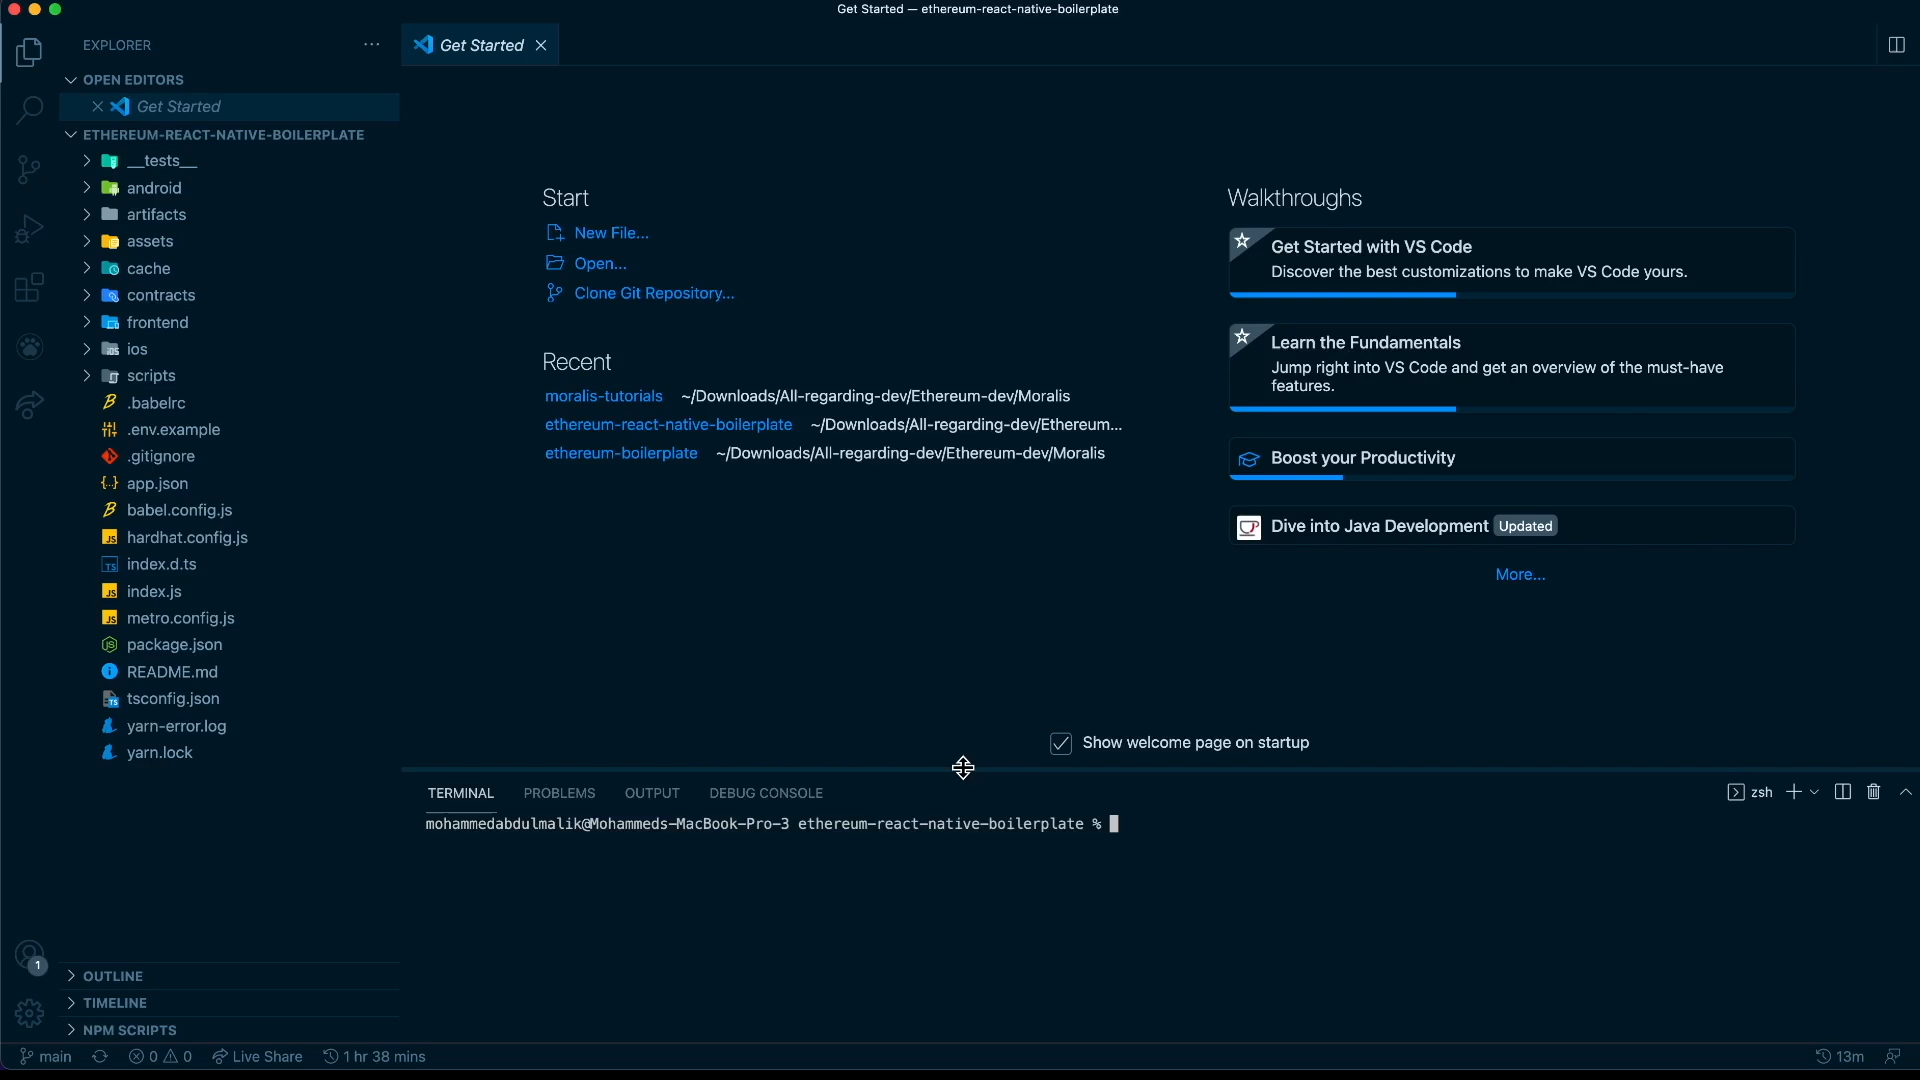 Get Started — ethereum-react-native-boilerplate
EXPLORER
Get Started
OPEN EDITORS
Get Started
ETHEREUM-REACT-NATIVE-BOILERPLATE
__tests__
android
artifacts
assets
cache
contracts
frontend
ios
scripts
.babelrc
.env.example
.gitignore
app.json
babel.config.js
hardhat.config.js
index.d.ts
index.js
metro.config.js
package.json
README.md
tsconfig.json
yarn-error.log
yarn.lock
OUTLINE
TIMELINE
NPM SCRIPTS
Start
New File...
Open...
Clone Git Repository...
Recent
moralis-tutorials ~/Downloads/All-regarding-dev/Ethereum-dev/Moralis
ethereum-react-native-boilerplate ~/Downloads/All-regarding-dev/Ethereum...
ethereum-boilerplate ~/Downloads/All-regarding-dev/Ethereum-dev/Moralis
Walkthroughs
Get Started with VS Code
Discover the best customizations to make VS Code yours.
Learn the Fundamentals
Jump right into VS Code and get an overview of the must-have
features.
Boost your Productivity
Dive into Java Development Updated
More...
Show welcome page on startup
TERMINAL PROBLEMS OUTPUT DEBUG CONSOLE
zsh
mohammedabdulmalik@Mohammeds-MacBook-Pro-3 ethereum-react-native-boilerplate %
1
main 0 0 Live Share 1 hr 38 mins
13m